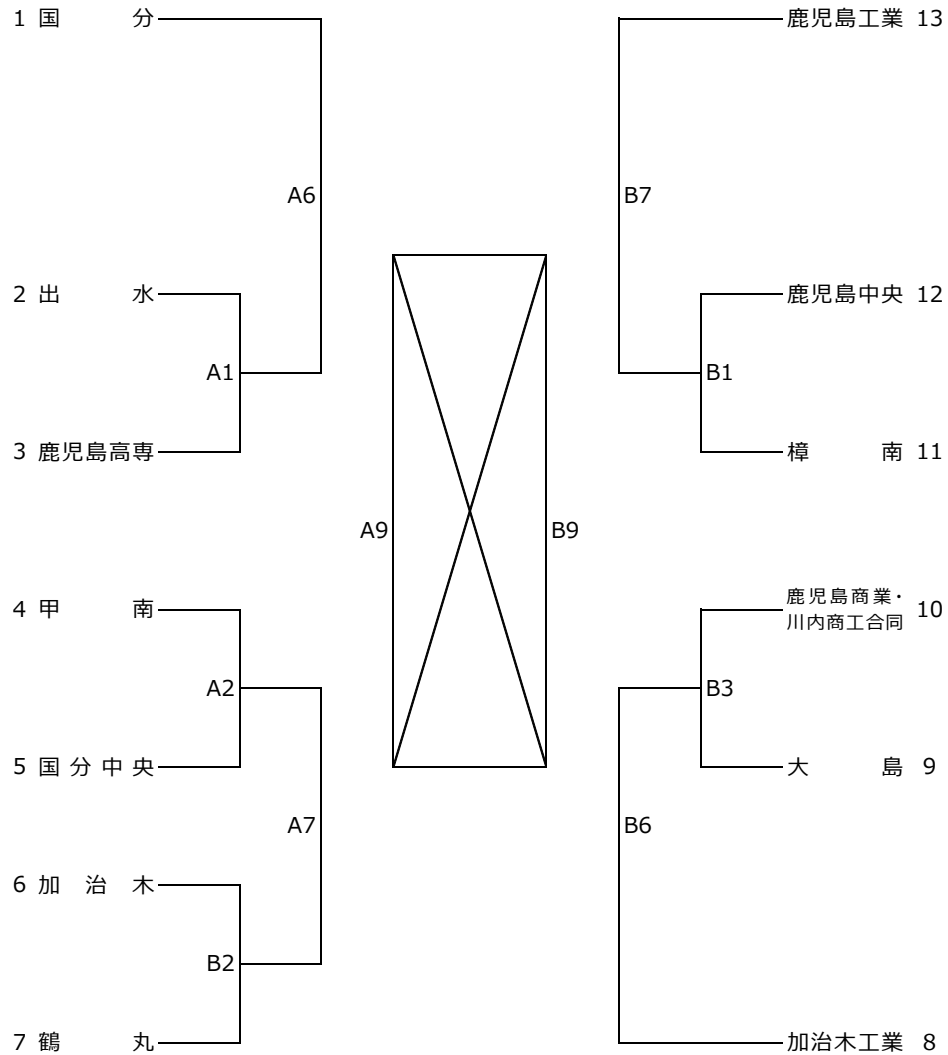 1 国 分
鹿児島工業 13
A6
B7
2 出 水
鹿児島中央 12
A1
B1
3 鹿児島高専
樟 南 11
A9
B9
4 甲 南
鹿児島商業・
川内商工合同 10
A2
B3
5 国分中央
大 島 9
A7
B6
6 加治木
B2
7 鶴 丸
加治木工業 8